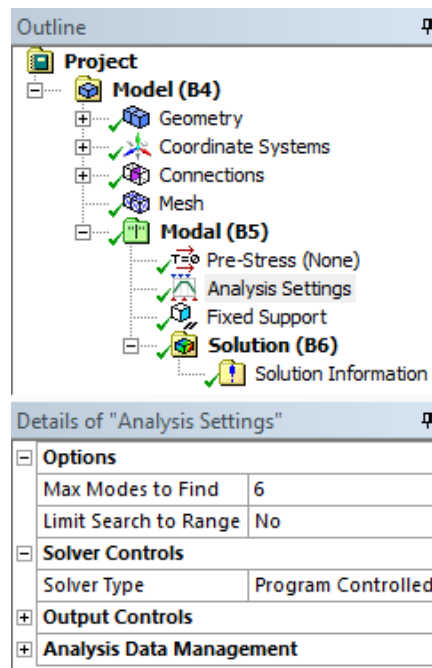 Outline
Project
Model (B4)
Geometry
Coordinate Systems
Connections
Mesh
Modal (B5)
T=0 Pre-Stress (None)
Analysis Settings
Fixed Support
Solution (B6)
Solution Information
Details of "Analysis Settings"
Options
Max Modes to Find 6
Limit Search to Range No
Solver Controls
Solver Type Program Controlled
Output Controls
Analysis Data Management